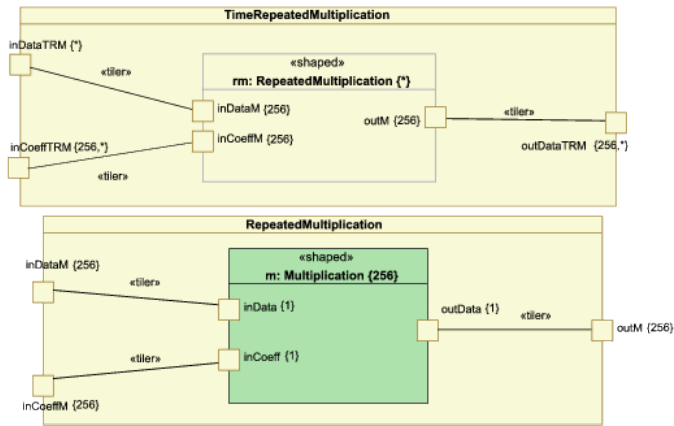 TimeRepeatedMultiplication
inDataTRM {*}
«tiler»
«shaped»
rm: RepeatedMultiplication {*}
inDataM {256}
outM {256}
«tiler»
inCoeffTRM {256,*}
inCoeffM {256}
outDataTRM {256,*}
«tiler»
RepeatedMultiplication
inDataM {256}
«tiler»
«shaped»
m: Multiplication {256}
inData {1}
outData {1}
«tiler»
outM {256}
«tiler»
inCoeff {1}
inCoeffM {256}